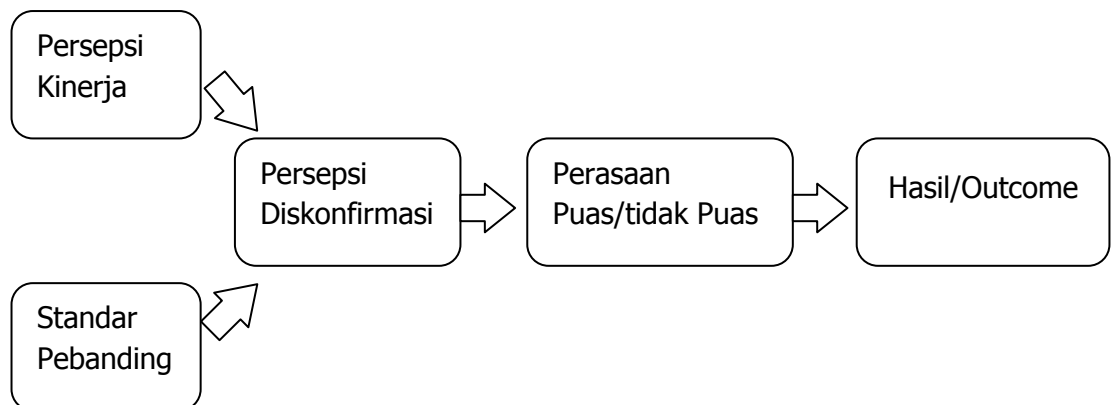 Persepsi
Kinerja
Persepsi
Diskonfirmasi
Perasaan
Puas/tidak Puas
Hasil/Outcome
Standar
Pebanding